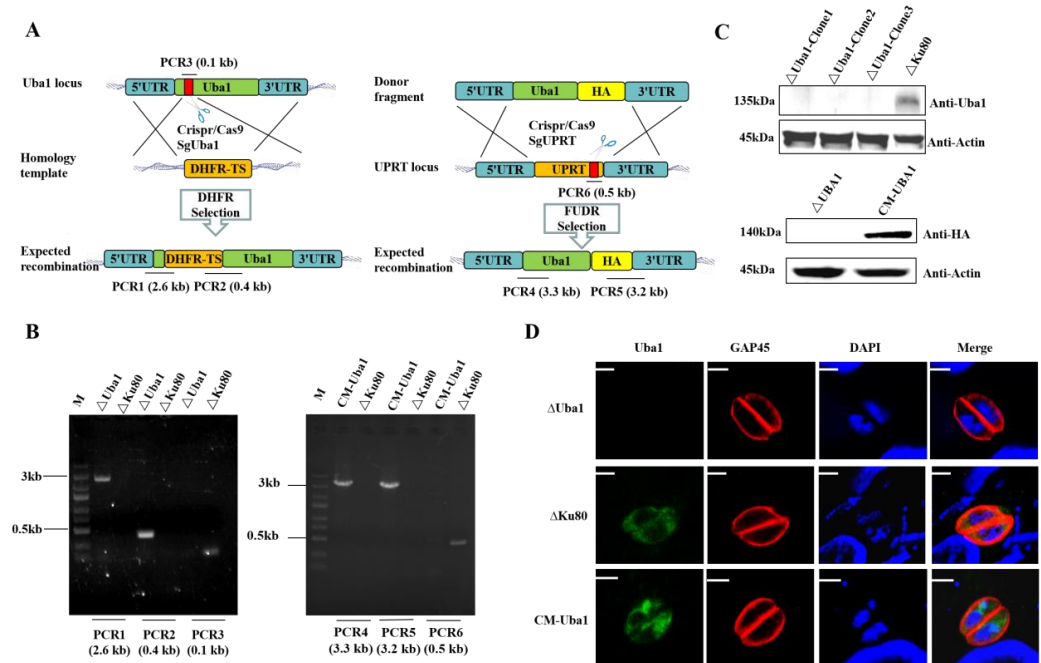 A
PCR3 (0.1 kb)
Uba1 locus
5'UTR Uba1 3'UTR
Crispr/Cas9
SgUba1
Homology
template
DHFR-TS
DHFR
Selection
Expected
recombination
5'UTR DHFR-TS Uba1 3'UTR
PCR1 (2.6 kb) PCR2 (0.4 kb)
Donor
fragment
5'UTR Uba1 HA 3'UTR
Crispr/Cas9
SgUPRT
UPRT locus
5'UTR UPRT 3'UTR
PCR6 (0.5 kb)
FUDR
Selection
Expected
recombination
5'UTR Uba1 HA 3'UTR
PCR4 (3.3 kb) PCR5 (3.2 kb)
B
M △Uba1 △Ku80 △Uba1 △Ku80 △Uba1 △Ku80
3kb
0.5kb
PCR1 PCR2 PCR3
(2.6 kb) (0.4 kb) (0.1 kb)
M CM-Uba1 △Ku80 CM-Uba1 △Ku80 CM-Uba1 △Ku80
3kb
0.5kb
PCR4 PCR5 PCR6
(3.3 kb) (3.2 kb) (0.5 kb)
C
△Uba1-Clone1 △Uba1-Clone2 △Uba1-Clone3 △Ku80
135kDa Anti-Uba1
45kDa Anti-Actin
△UBA1 CM-UBA1
140kDa Anti-HA
45kDa Anti-Actin
D
Uba1 GAP45 DAPI Merge
ΔUba1
ΔKu80
CM-Uba1